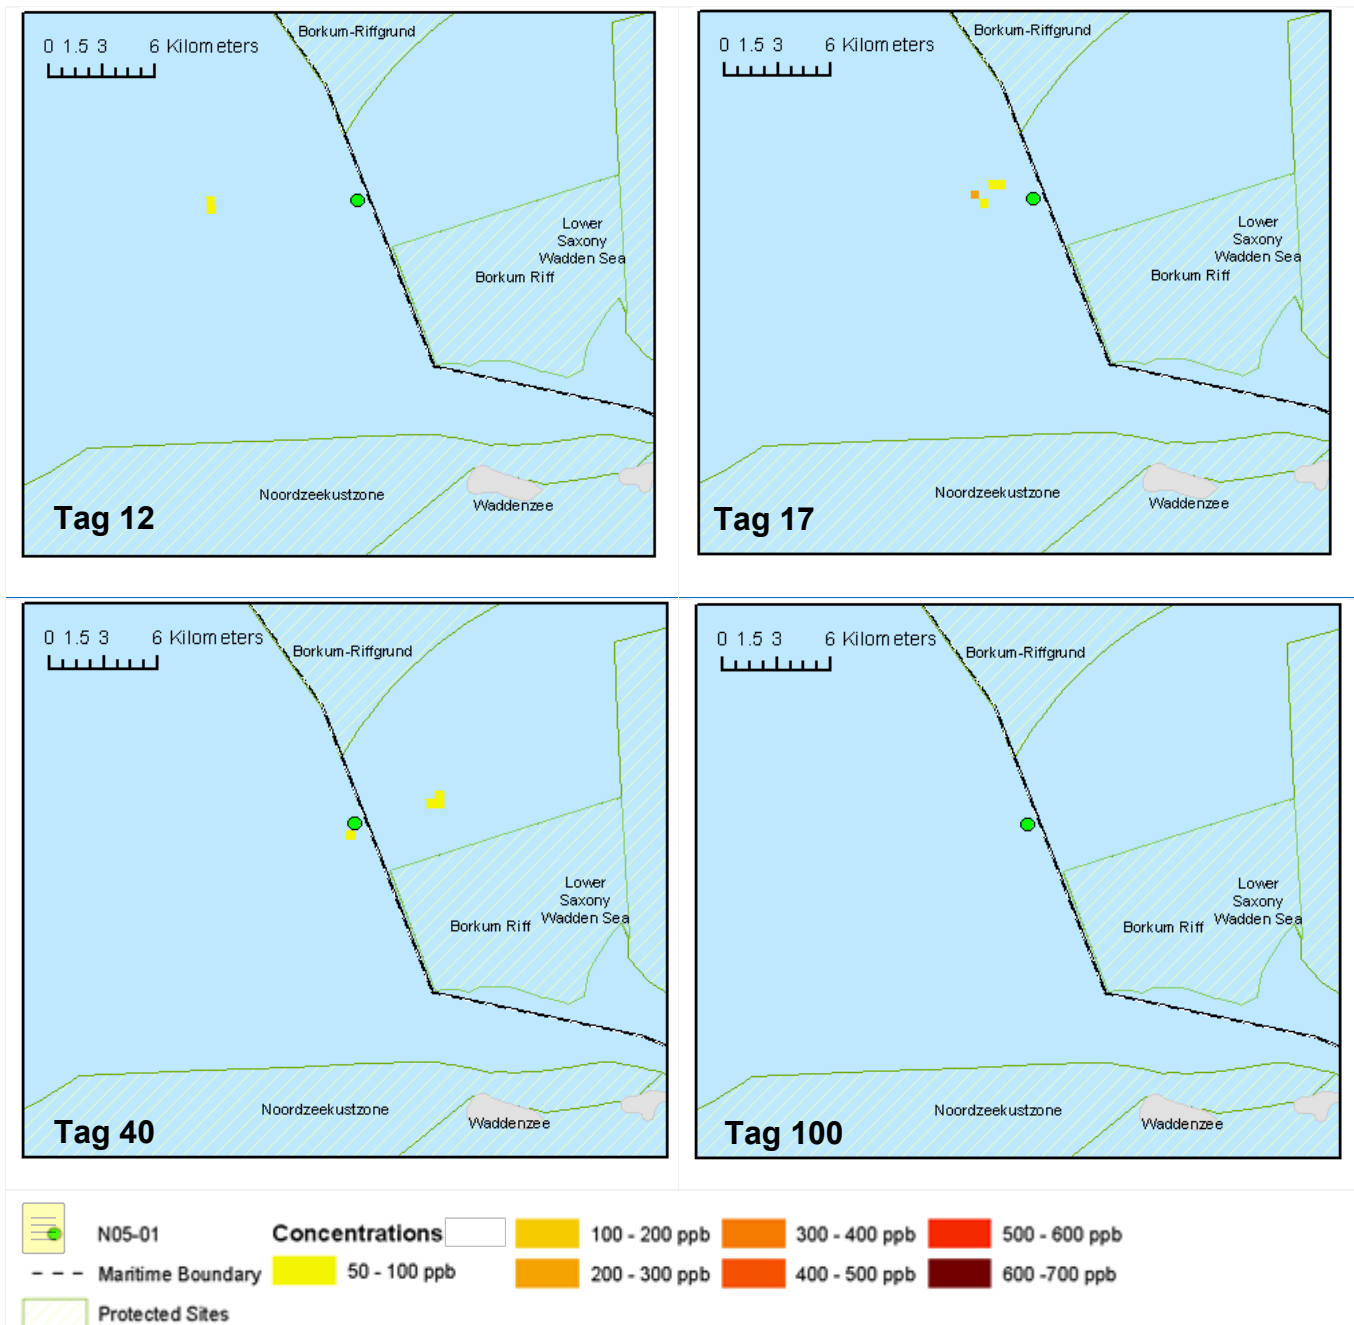 0 1.5 3 6 Kilometers
Borkum-Riffgrund
Lower
Saxony
Wadden Sea
Borkum Riff
Noordzeekustzone
Waddenzee
Tag 12
0 1.5 3 6 Kilometers
Borkum-Riffgrund
Lower
Saxony
Wadden Sea
Borkum Riff
Noordzeekustzone
Waddenzee
Tag 17
0 1.5 3 6 Kilometers
Borkum-Riffgrund
Lower
Saxony
Wadden Sea
Borkum Riff
Noordzeekustzone
Waddenzee
Tag 40
0 1.5 3 6 Kilometers
Borkum-Riffgrund
Lower
Saxony
Wadden Sea
Borkum Riff
Noordzeekustzone
Waddenzee
Tag 100
N05-01
Maritime Boundary
Protected Sites
Concentrations
50 - 100 ppb
100 - 200 ppb
200 - 300 ppb
300 - 400 ppb
400 - 500 ppb
500 - 600 ppb
600 -700 ppb